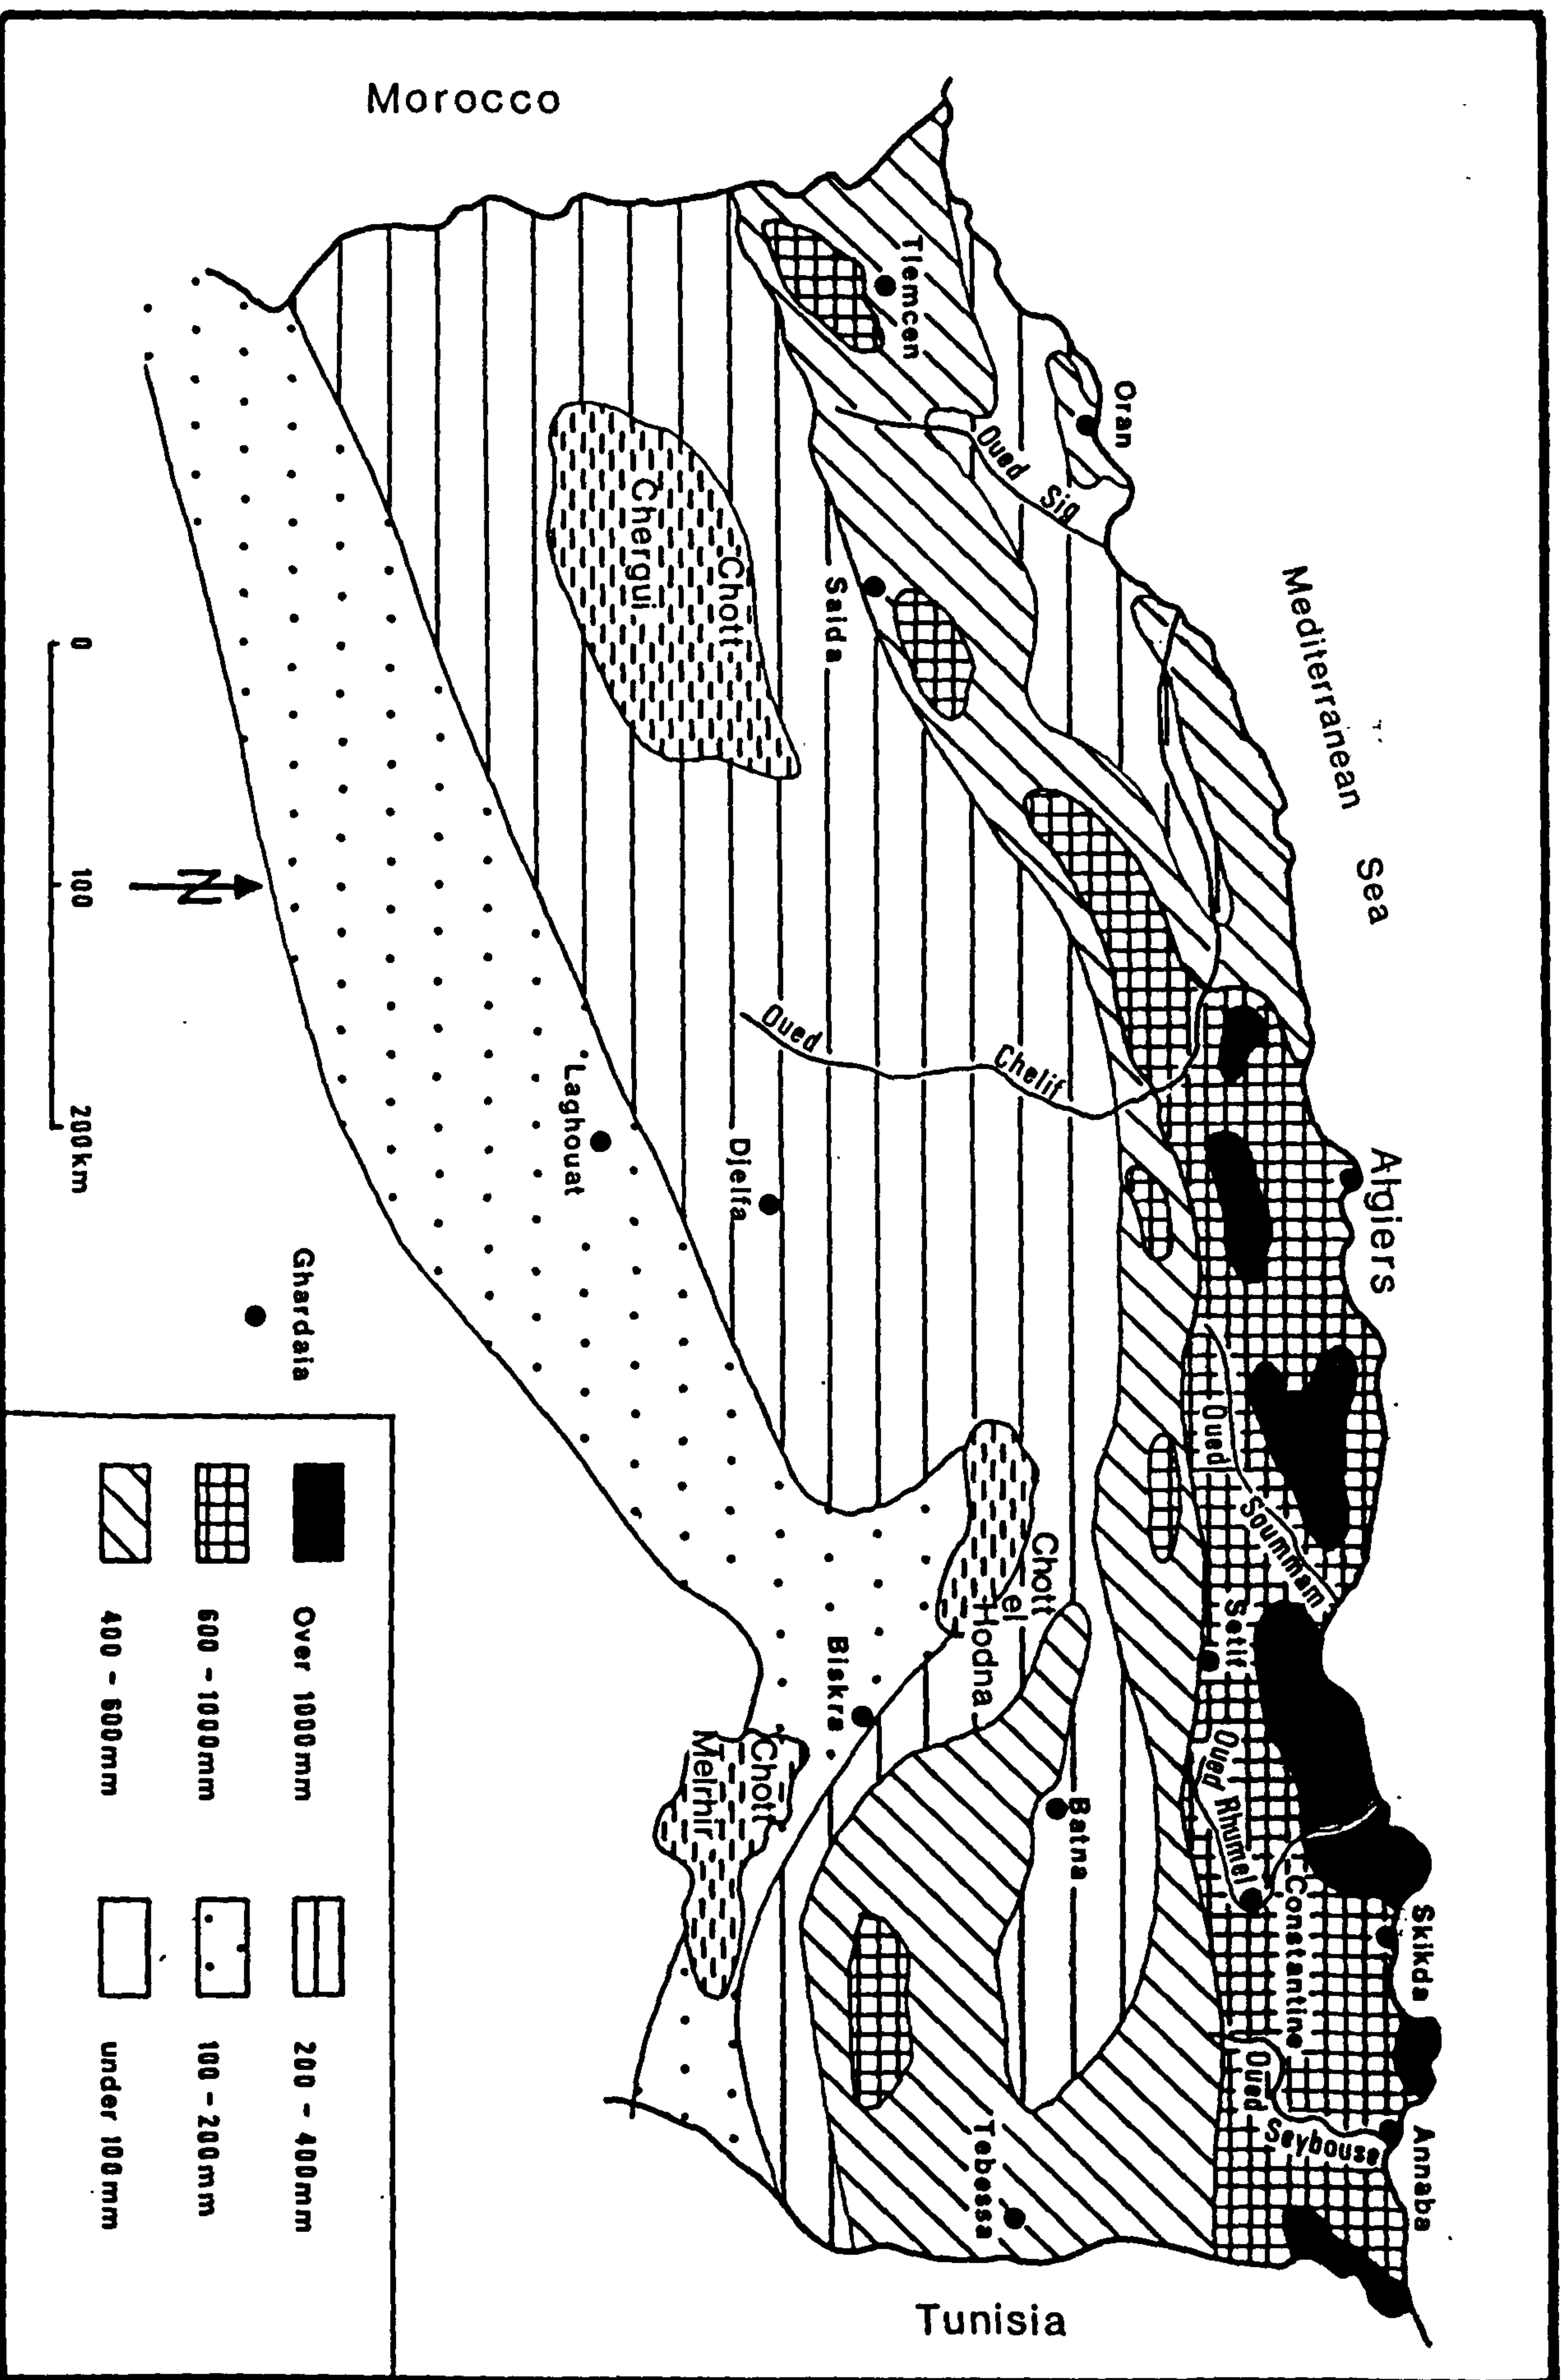 Morocco
Tlemcen
Oran
Oued Sig
Mediterranean Sea
Saida
Chott
Chergui
Oued Chelif
Algiers
Djelfa
Laghouat
Ghardaia
Oued Soummam
Setif
Chott
el
Hodna
Biskra
Batna
Chott
Melrhir
Oued Rhumel
Constantine
Skikda
Oued Seybouse
Annaba
Tebessa
Tunisia
0 100 200km
N
Over 1000mm
600 - 1000mm
400 - 600mm
200 - 400mm
100 - 200mm
under 100mm